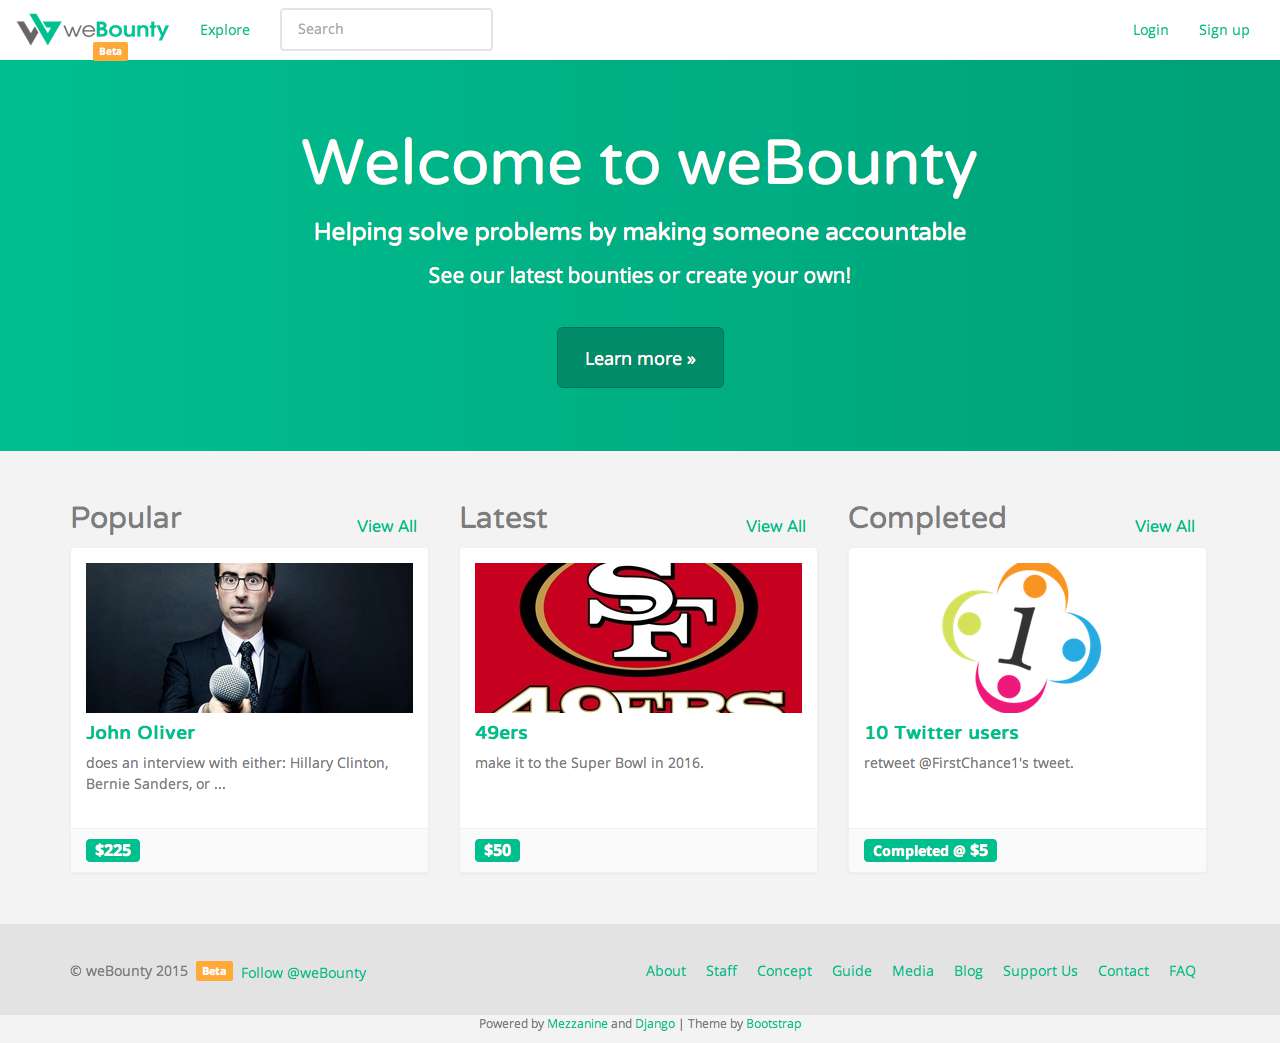 weBounty
Beta
Explore
Search
Login
Sign up
Welcome to weBounty
Helping solve problems by making someone accountable
See our latest bounties or create your own!
Learn more »
Popular
View All
Latest
View All
Completed
View All
SF
49ERS
i
John Oliver
does an interview with either: Hillary Clinton,
Bernie Sanders, or ...
$225
49ers
make it to the Super Bowl in 2016.
$50
10 Twitter users
retweet @FirstChance1's tweet.
Completed @ $5
© weBounty 2015 Beta Follow @weBounty
About Staff Concept Guide Media Blog Support Us Contact FAQ
Powered by Mezzanine and Django | Theme by Bootstrap